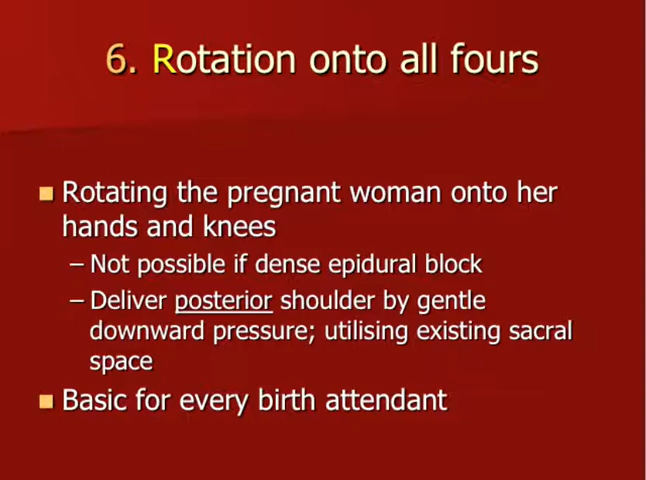 6. Rotation onto all fours
Rotating the pregnant woman onto her
hands and knees
– Not possible if dense epidural block
– Deliver posterior shoulder by gentle
downward pressure; utilising existing sacral
space
Basic for every birth attendant